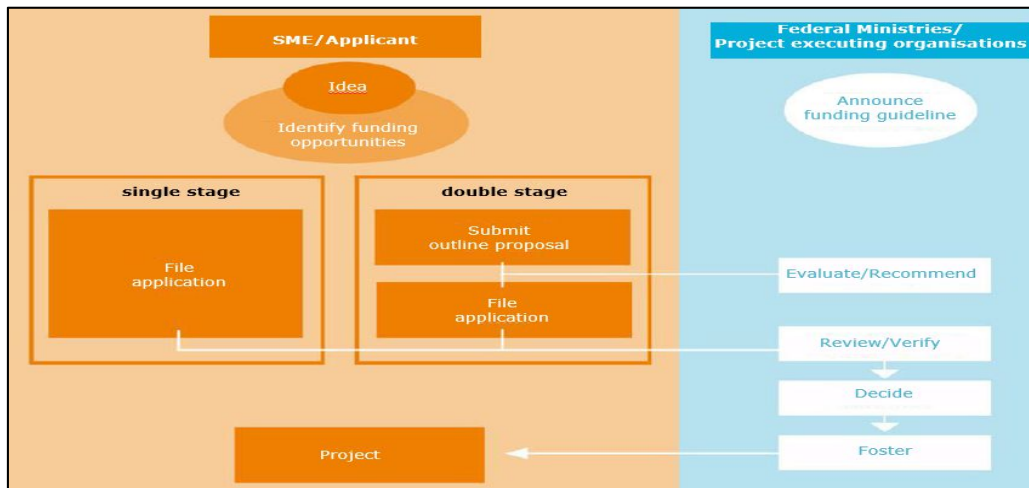 SME/Applicant
Federal Ministries/
Project executing organisations
Idea
Identify funding
opportunities
Announce
funding guideline
single stage
double stage
File
application
Submit
outline proposal
Evaluate/Recommend
File
application
Review/Verify
Decide
Project
Foster